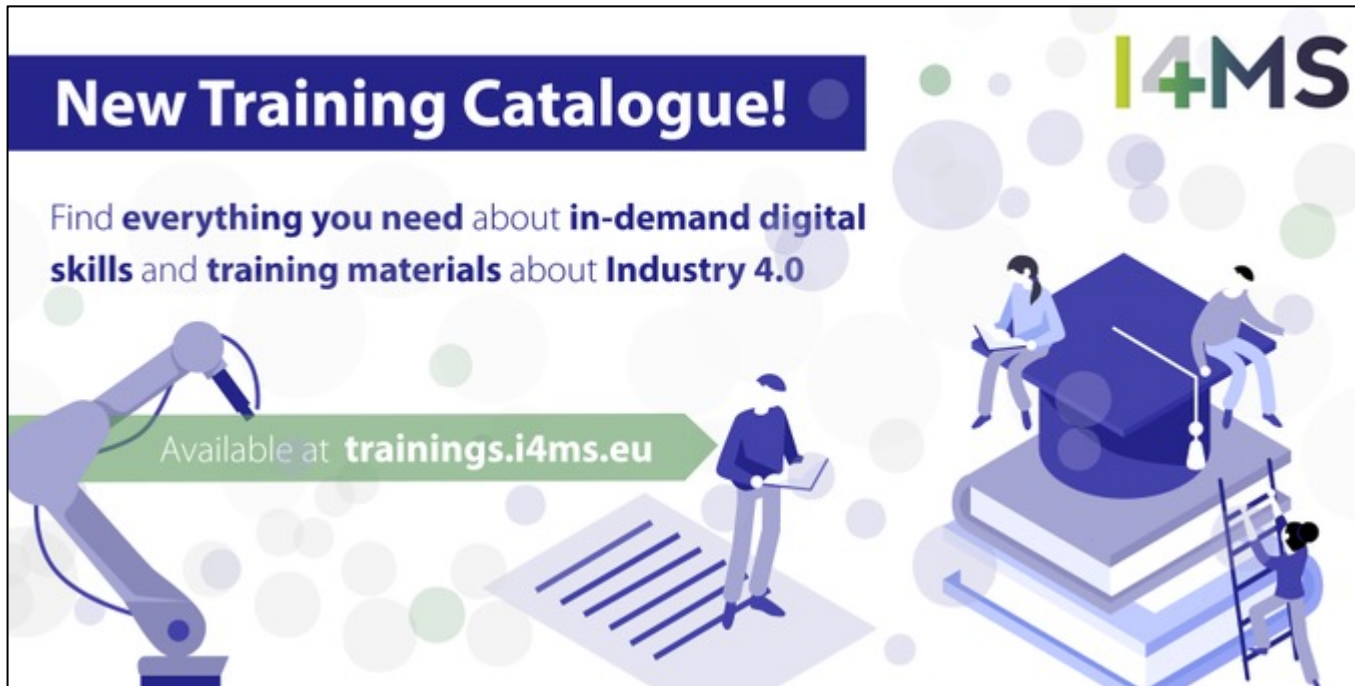 I4MS
New Training Catalogue!
Find everything you need about in-demand digital
skills and training materials about Industry 4.0
Available at trainings.i4ms.eu